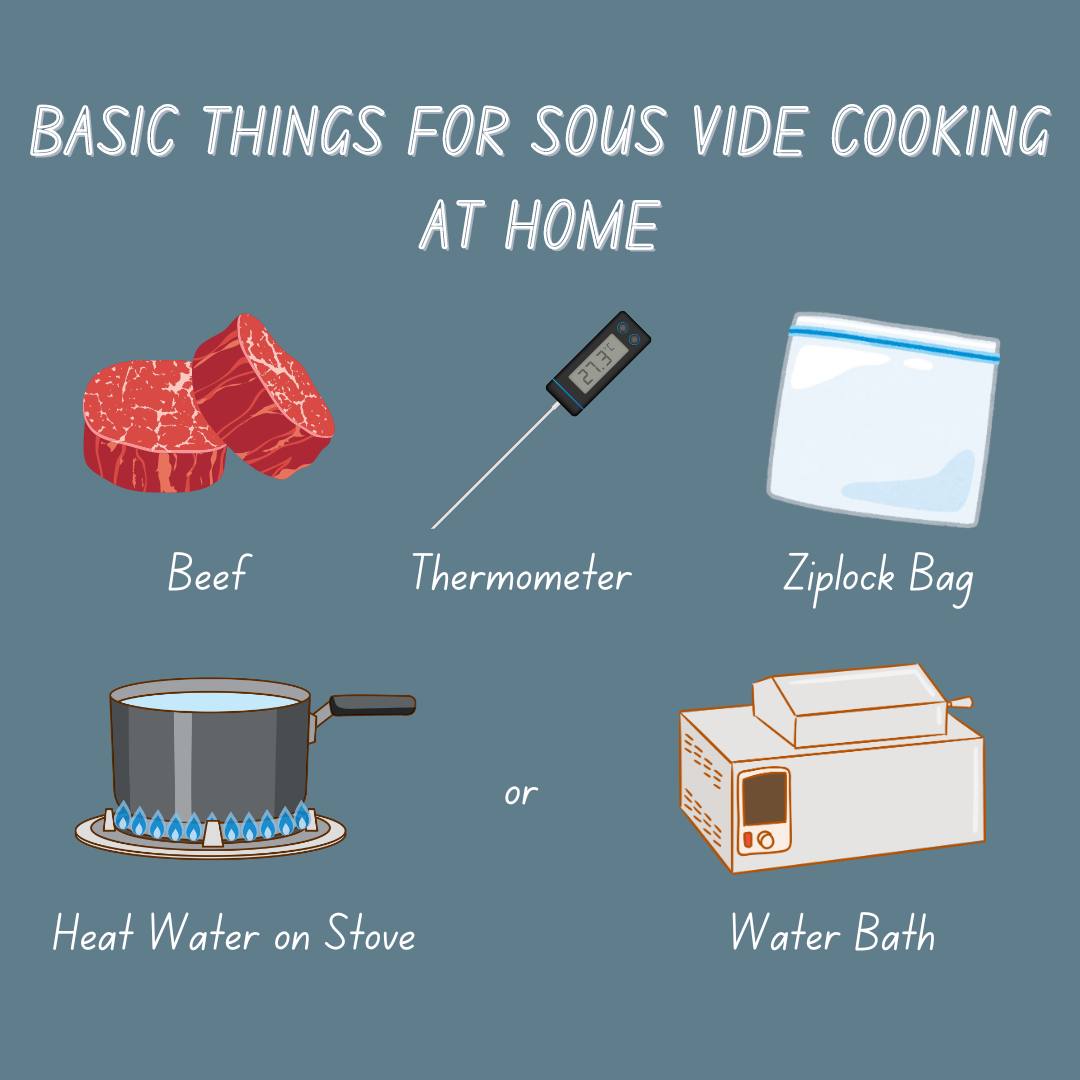 BASIC THINGS FOR SOUS VIDE COOKING
AT HOME
27.3°C
Beef
Thermometer
Ziplock Bag
or
Heat Water on Stove
Water Bath